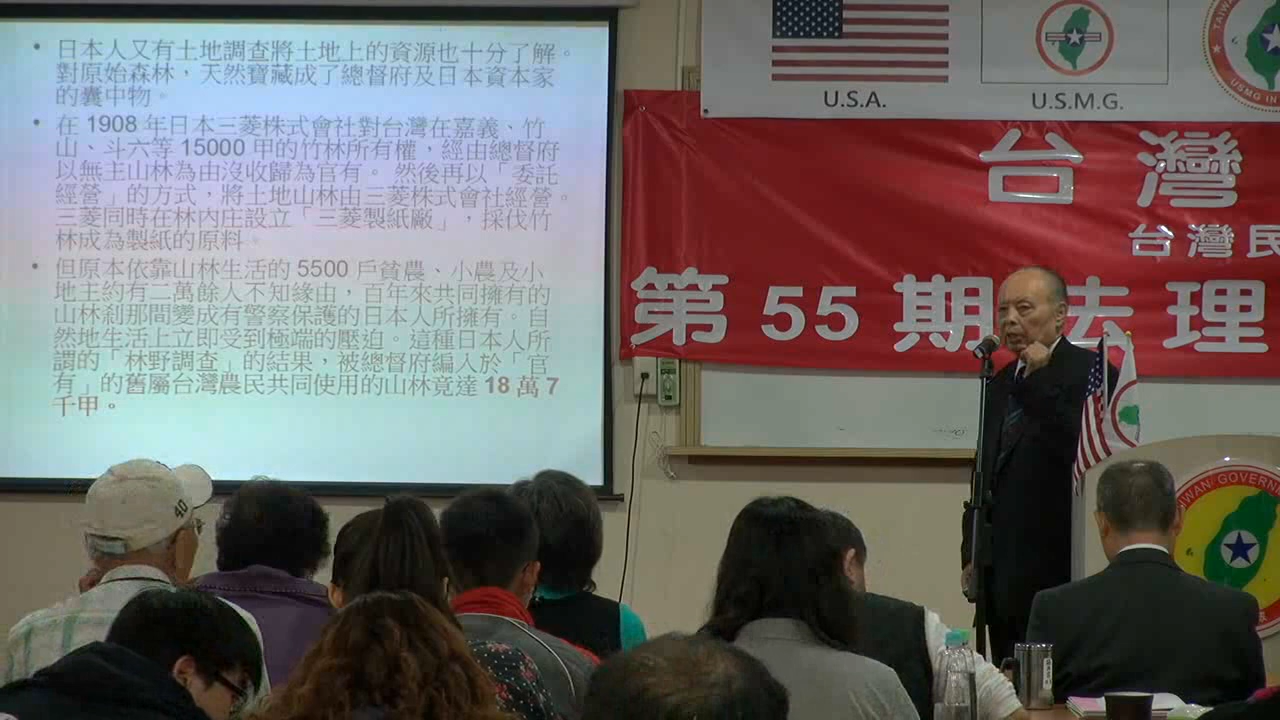 • 日本人又有土地調查將土地上的資源也十分了解。
對原始森林，天然寶藏成了總督府及日本資本家
的囊中物。
• 在 1908 年日本三菱株式會社對台灣在嘉義、竹
山、斗六等 15000 甲的竹林所有權，經由總督府
以無主山林為由沒收歸為官有。 然後再以「委託
經營」的方式，將土地山林由三菱株式會社經營。
三菱同時在林內庄設立「三菱製紙廠」，採伐竹
林成為製紙的原料。
• 但原本依靠山林生活的 5500 戶貧農、小農及小
地主約有二萬餘人不知緣由，百年來共同擁有的
山林剎那間變成有警察保護的日本人所擁有。自
然地生活上立即受到極端的壓迫。這種日本人所
謂的「林野調查」的結果，被總督府編入於「官
有」的舊屬台灣農民共同使用的山林竟達 18 萬 7
千甲。
U.S.A.
U.S.M.G.
USMG IN
台灣
台灣民
第 55 期法理
TAIWAN GOVERN
40